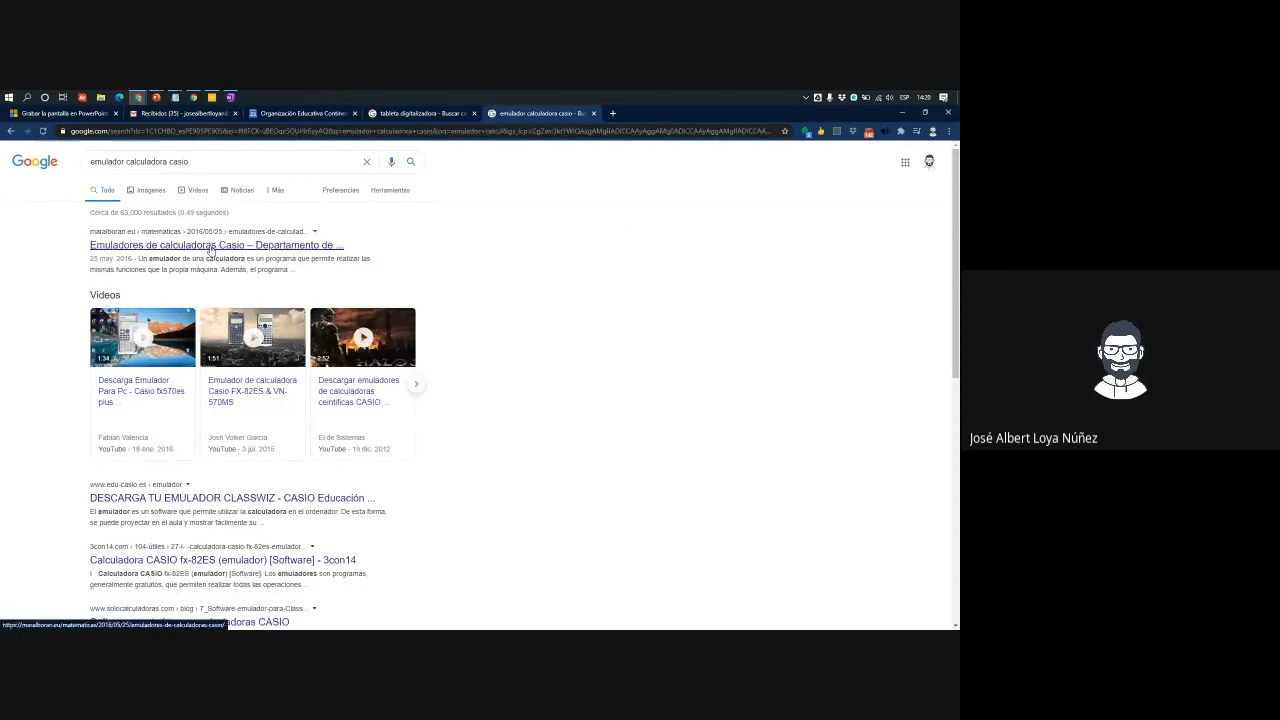 14:20
ESP
Grabar la pantalla en PowerPoint
Recibidos (35) - josealbertloyan@
Organización Educativa Contine
tableta digitalizadora - Buscar co
emulador calculadora casio - Bus
Google
emulador calculadora casio
Todo Imágenes Vídeos Noticias Más Preferencias Herramientas
Cerca de 63,000 resultados (0.49 segundos)
maralboran.eu › matematicas › 2016/05/25 › emuladores-de-calculad...
Emuladores de calculadoras Casio – Departamento de ...
25 may. 2016 - Un emulador de una calculadora es un programa que permite realizar las
mismas funciones que la propia máquina. Además, el programa ...
Videos
1:34
1:51
2:52
Descarga Emulador
Para Pc - Casio fx570es
plus ...
Fabian Valencia
YouTube - 18 ene. 2016
Emulador de calculadora
Casio FX-82ES & VN-
570MS
Josh Volker Garcia
YouTube - 3 jul. 2015
Descargar emuladores
de calculadoras
ceintificas CASIO ...
El de Sistemas
YouTube - 19 dic. 2012
www.edu-casio.es › emulador
DESCARGA TU EMULADOR CLASSWIZ - CASIO Educación ...
El emulador es un software que permite utilizar la calculadora en el ordenador. De esta forma,
se puede proyectar en el aula y mostrar fácilmente su ...
3con14.com › 104-útiles › 27-i- -calculadora-casio-fx-82es-emulador...
Calculadora CASIO fx-82ES (emulador) [Software] - 3con14
I · Calculadora CASIO fx-82ES (emulador) [Software]. Los emuladores son programas,
generalmente gratuitos, que permiten realizar todas las operaciones ...
www.solocalculadoras.com › blog › 7_Software-emulador-para-Class...
adoras CASIO
https://maralboran.eu/matematicas/2016/05/25/emuladores-de-calculadoras-casio/
José Albert Loya Núñez